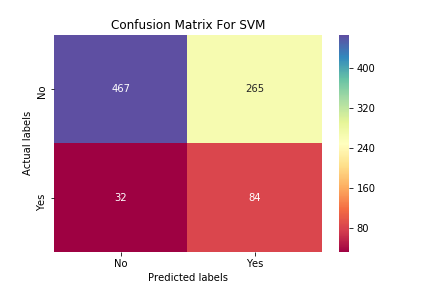 Confusion Matrix For SVM
Actual labels
No
Yes
467
265
32
84
No
Yes
Predicted labels
400
320
240
160
80